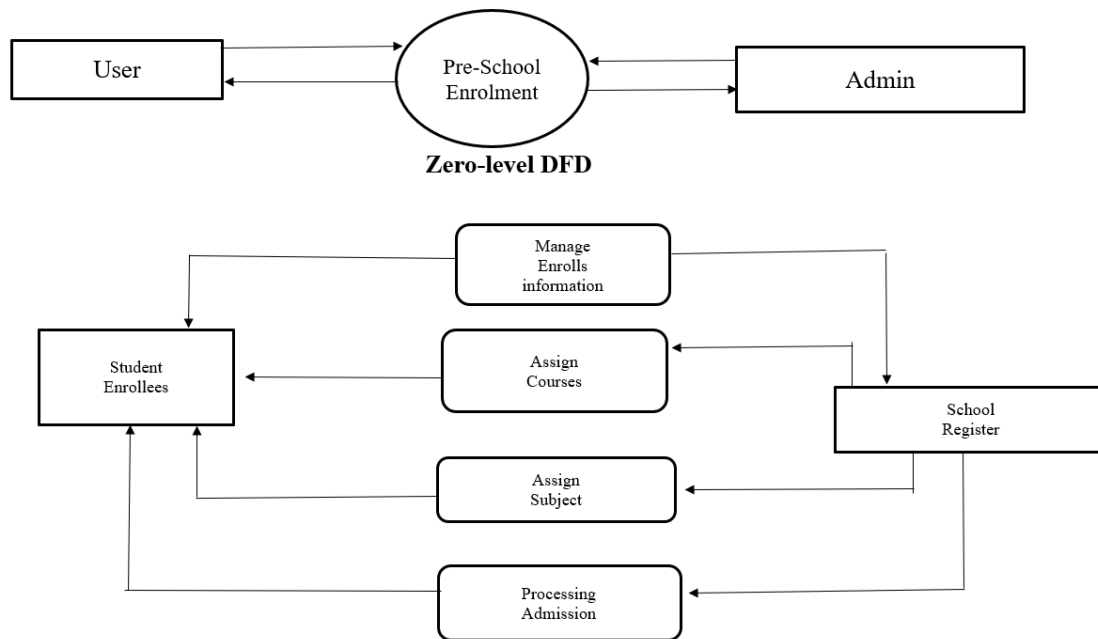 User
Pre-School
Enrolment
Admin
Zero-level DFD
Manage
Enrolls
information
Student
Enrollees
Assign
Courses
School
Register
Assign
Subject
Processing
Admission